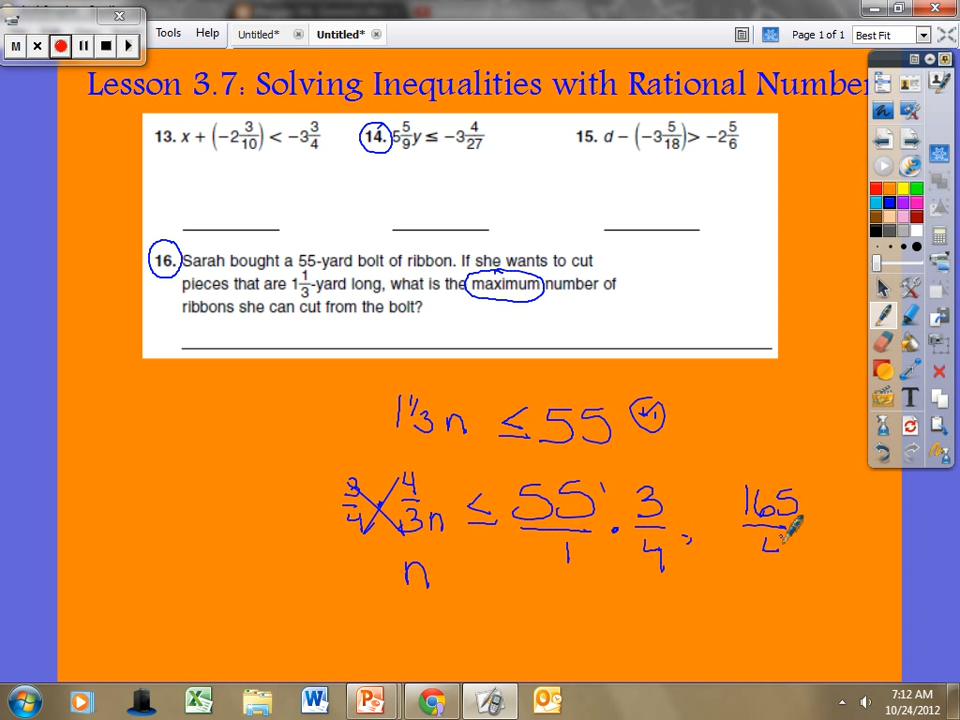 M
Tools Help Untitled* Untitled* Page 1 of 1 Best Fit
Lesson 3.7: Solving Inequalities with Rational Number
13. x + (−2 3/10) < −3 3/4 14. 5 5/9 y ≤ −3 4/27 15. d − (−3 5/18) > −2 5/6
16. Sarah bought a 55-yard bolt of ribbon. If she wants to cut
pieces that are 1 1/3-yard long, what is the maximum number of
ribbons she can cut from the bolt?
1 1/3 n ≤ 55
3/4 4/3 n ≤ 55/1 · 3/4 165/4
n
7:12 AM
10/24/2012